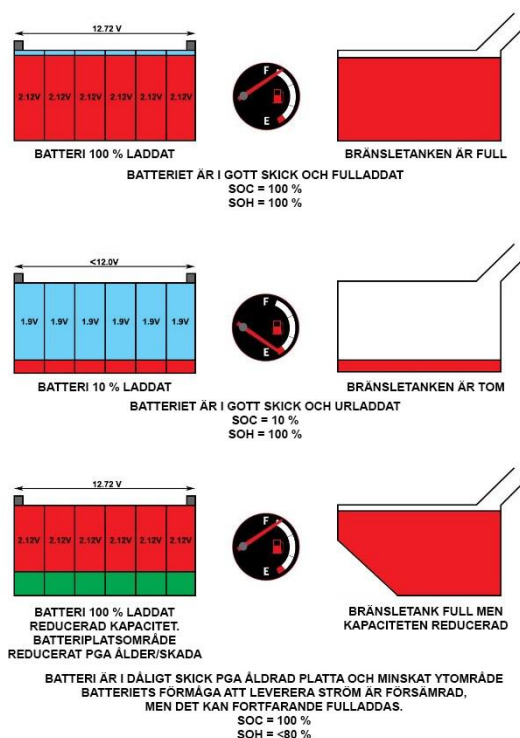 12.72 V
2.12V 2.12V 2.12V 2.12V 2.12V 2.12V
F
E
BATTERI 100 % LADDAT
BRÄNSLETANKEN ÄR FULL
BATTERIET ÄR I GOTT SKICK OCH FULLADDAT
SOC = 100 %
SOH = 100 %
<12.0V
1.9V 1.9V 1.9V 1.9V 1.9V 1.9V
F
E
BATTERI 10 % LADDAT
BRÄNSLETANKEN ÄR TOM
BATTERIET ÄR I GOTT SKICK OCH URLADDAT
SOC = 10 %
SOH = 100 %
12.72 V
2.12V 2.12V 2.12V 2.12V 2.12V 2.12V
F
E
BATTERI 100 % LADDAT
REDUCERAD KAPACITET.
BATTERIPLATSOMRÅDE
REDUCERAT PGA ÅLDER/SKADA
BRÄNSLETANK FULL MEN
KAPACITETEN REDUCERAD
BATTERI ÄR I DÅLIGT SKICK PGA ÅLDRAD PLATTA OCH MINSKAT YTOMRÅDE
BATTERIETS FÖRMÅGA ATT LEVERERA STRÖM ÄR FÖRSÄMRAD,
MEN DET KAN FORTFARANDE FULLADDAS.
SOC = 100 %
SOH = <80 %